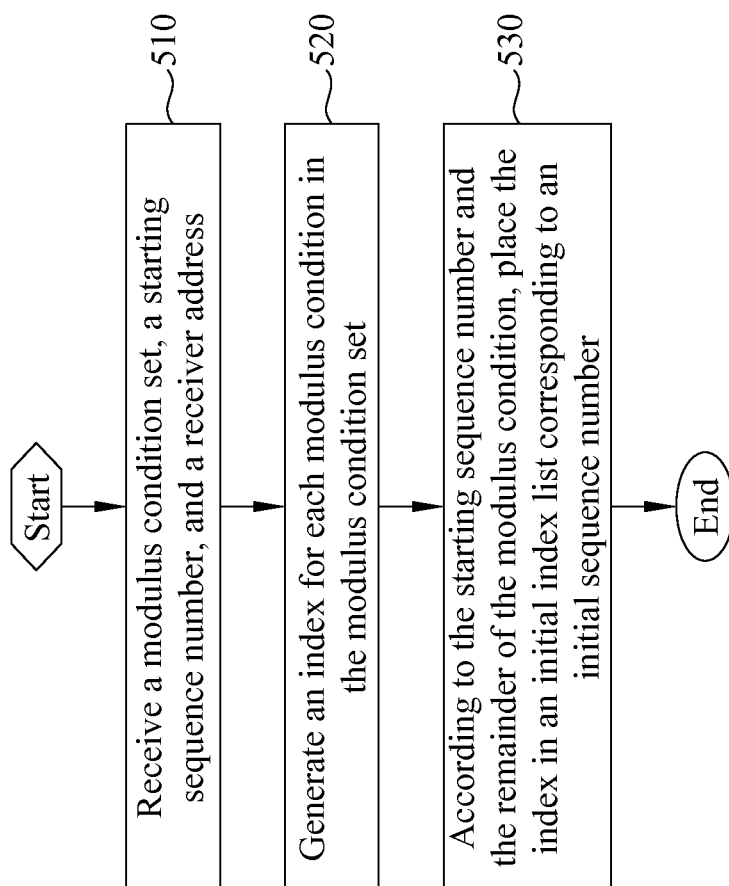 Start
Receive a modulus condition set, a starting
sequence number, and a receiver address
510
Generate an index for each modulus condition in
the modulus condition set
520
According to the starting sequence number and
the remainder of the modulus condition, place the
index in an initial index list corresponding to an
initial sequence number
530
End